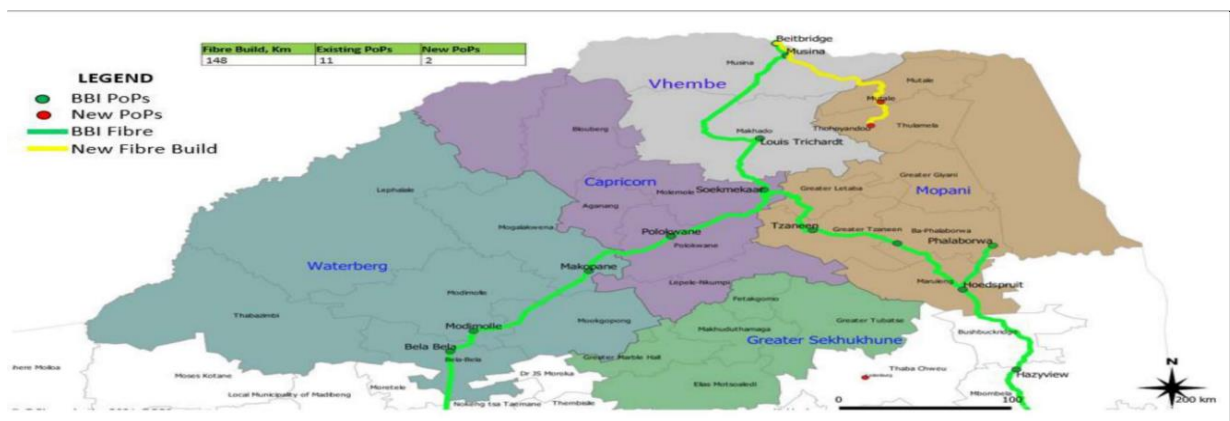 Fibre Build, Km Existing PoPs New PoPs
148 11 2
LEGEND
BBI PoPs
New PoPs
BBI Fibre
New Fibre Build
Beitbridge
Musina
Musina
Vhembe
Mutale
Mutale
Blouberg
Thohoyandou
Thulamela
Makhado
Louis Trichardt
Greater Giyani
Capricorn
Molemole
Soekmekaar
Greater Letaba
Mopani
Lephalale
Aganang
Mogalakwena
Polokwane
Polokwane
Tzaneen
Greater Tzaneen
Ba-Phalaborwa
Phalaborwa
Waterberg
Makopane
Lepele-Nkumpi
Maruleng
Hoedspruit
Modimolle
Fetakgomo
Thabazimbi
Mookgopong
Modimolle
Makhuduthamaga
Greater Tubatse
Bushbuckridge
Bela Bela
Greater Sekhukhune
Bela-Bela
Greater Marble Hall
N
Moses Kotane
Dr JS Moroka
Thaba Chweu
Hazyview
Moretele
Elias Motsoaledi
Local Municipality of Madibeng
Mbombela
Nokeng tsa Taemane
Thembisile
0 100 200 km